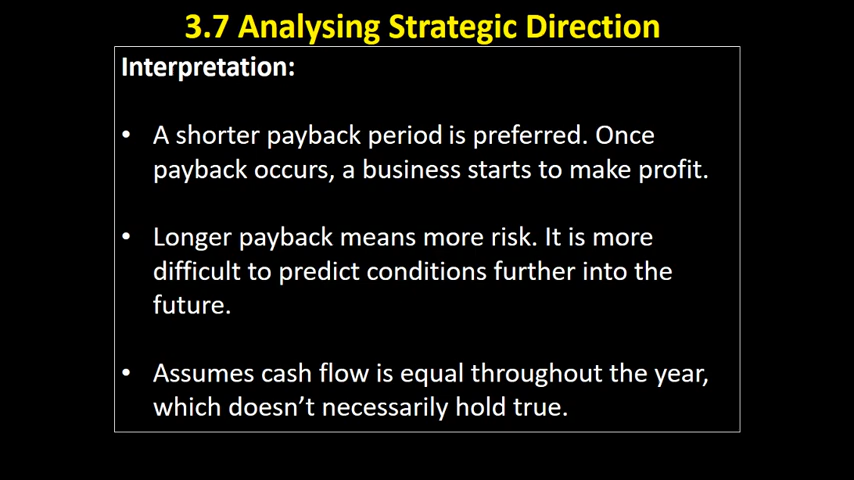 3.7 Analysing Strategic Direction
Interpretation:
• A shorter payback period is preferred. Once
payback occurs, a business starts to make profit.
• Longer payback means more risk. It is more
difficult to predict conditions further into the
future.
• Assumes cash flow is equal throughout the year,
which doesn’t necessarily hold true.